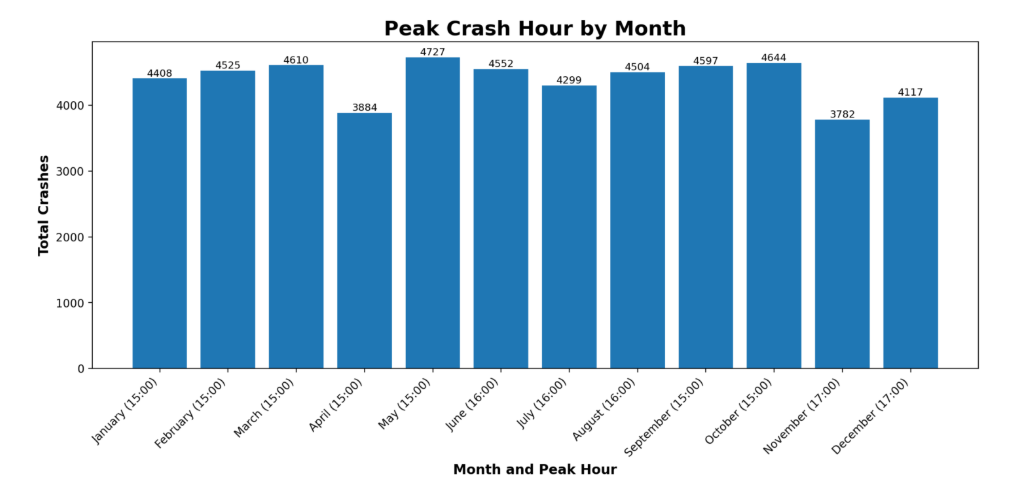 Peak Crash Hour by Month
Total Crashes
4000
3000
2000
1000
0
4408
4525
4610
3884
4727
4552
4299
4504
4597
4644
3782
4117
January (15:00)
February (15:00)
March (15:00)
April (15:00)
May (15:00)
June (16:00)
July (16:00)
August (16:00)
September (15:00)
October (15:00)
November (17:00)
December (17:00)
Month and Peak Hour